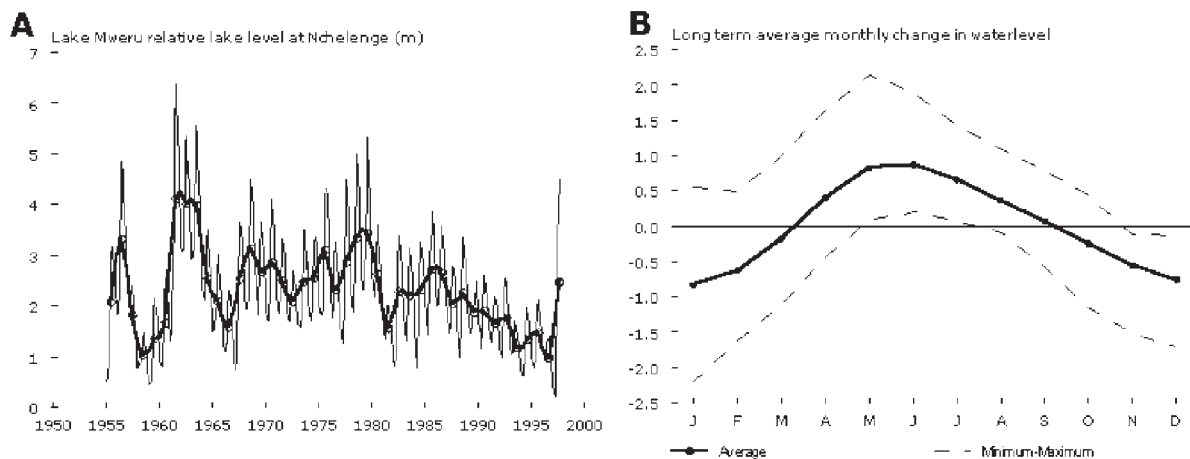 A
Lake Mweru relative lake level at Nchelenge (m)
7
6
5
4
3
2
1
0
1950 1955 1960 1965 1970 1975 1980 1985 1990 1995 2000
B
Long term average monthly change in waterlevel
2.5
2.0
1.5
1.0
0.5
0.0
-0.5
-1.0
-1.5
-2.0
-2.5
J F M A M J J A S O N D
Average Minimum-Maximum